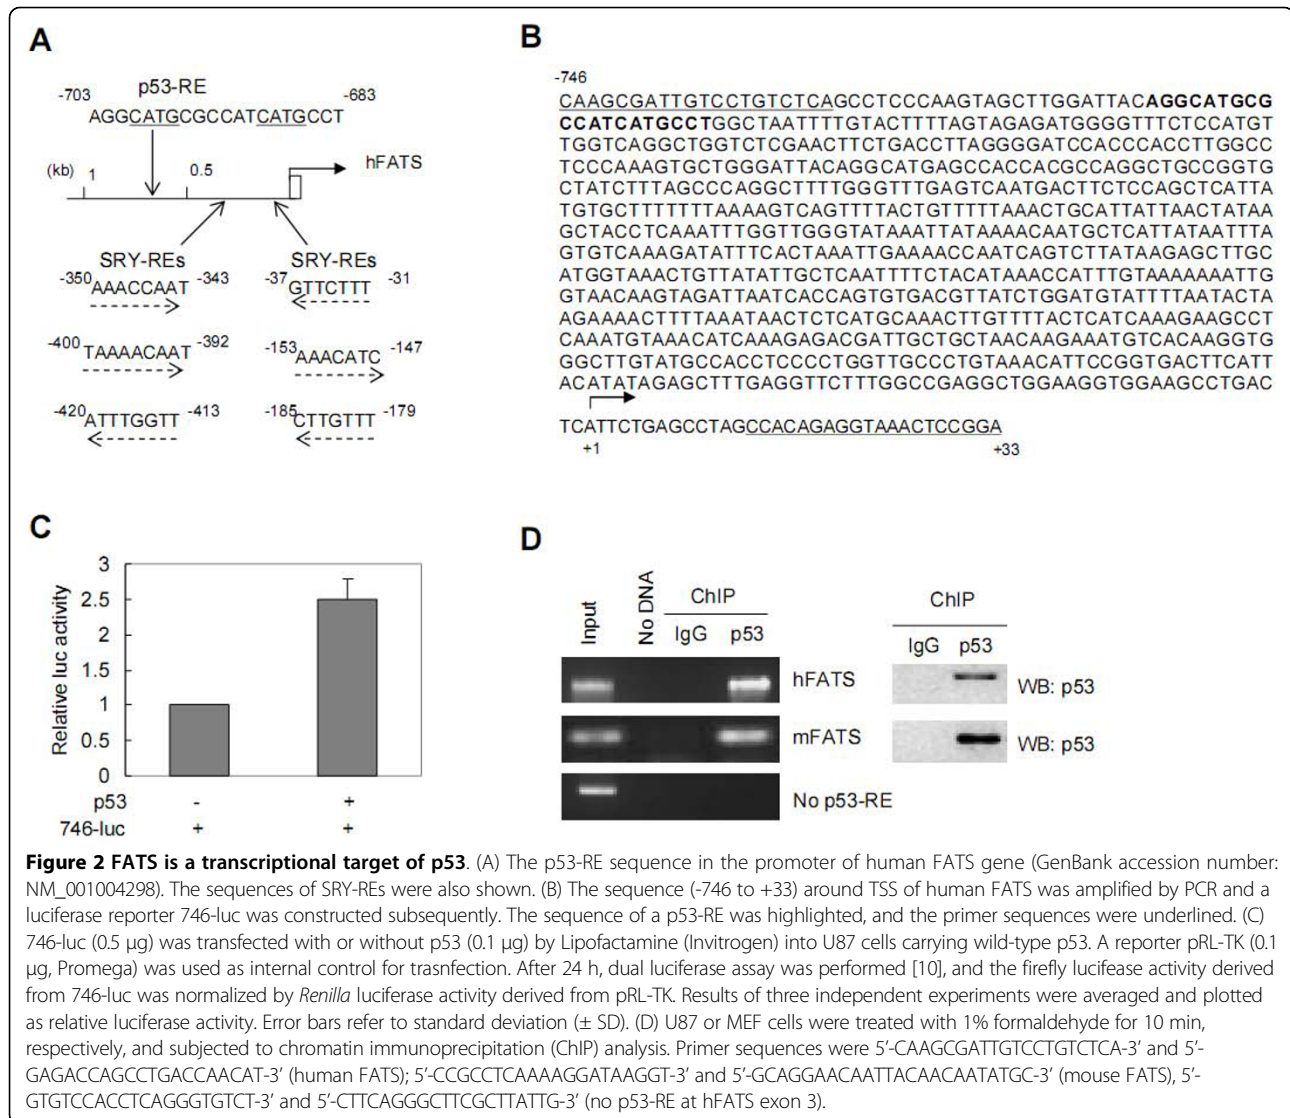 A
p53-RE
-703
-683
AGGCATGCGCCATCATGCCT
(kb)
1
0.5
hFATS
SRY-REs
SRY-REs
-350
AAACCAAT
-343
-37
GTTCTTT
-31
-400
TAAAACAAT
-392
-153
AAACATC
-147
-420
ATTTGGTT
-413
-185
CTTGTTT
-179
B
-746
CAAGCGATTGTCCTGTCTCAGCCTCCCAAGTAGCTTGGATTACAGGCATGCG
CCATCATGCCTGGCTAATTTTGTACTTTTAGTAGAGATGGGGTTTCTCCATGT
TGGTCAGGCTGGTCTCGAACTTCTGACCTTAGGGGATCCACCCACCTTGGCC
TCCCAAAGTGCTGGGATTACAGGCATGAGCCACCACGCCAGGCTGCCGGTG
CTATCTTTAGCCCAGGCTTTTGGGTTTGAGTCAATGACTTCTCCAGCTCATTA
TGTGCTTTTTTTAAAAGTCAGTTTTACTGTTTTTAAACTGCATTATTAACTATAA
GCTACCTCAAATTTGGTTGGGTATAAATTATAAAACAATGCTCATTATAATTTA
GTGTCAAAGATATTTCACTAAATTGAAAACCAATCAGTCTTATAAGAGCTTGC
ATGGTAAACTGTTATATTGCTCAATTTTCTACATAAACCATTTGTAAAAAAATTG
GTAACAAGTAGATTAATCACCAGTGTGACGTTATCTGGATGTATTTTAATACTA
AGAAAACTTTTAAATAACTCTCATGCAAACTTGTTTTACTCATCAAAGAAGCCT
CAAATGTAAACATCAAAGAGACGATTGCTGCTAACAAGAAATGTCACAAGGTG
GGCTTGTATGCCACCTCCCCCTGGTTGCCCTGTAAACATTCCGGTGACTTCATT
ACATATAGAGCTTTGAGGTTCTTTGGCCGAGGCTGGAAGGTGGAAGCCTGAC
TCATTCTGAGCCTAGCCACAGAGGTAAACTCCGGA
+1
+33
C
Relative luc activity
3
2.5
2
1.5
1
0.5
0
p53 - +
746-luc + +
D
Input
No DNA
ChIP
IgG p53
hFATS
mFATS
No p53-RE
ChIP
IgG p53
WB: p53
WB: p53
Figure 2 FATS is a transcriptional target of p53. (A) The p53-RE sequence in the promoter of human FATS gene (GenBank accession number:
NM_001004298). The sequences of SRY-REs were also shown. (B) The sequence (-746 to +33) around TSS of human FATS was amplified by PCR and a
luciferase reporter 746-luc was constructed subsequently. The sequence of a p53-RE was highlighted, and the primer sequences were underlined. (C)
746-luc (0.5 μg) was transfected with or without p53 (0.1 μg) by Lipofactamine (Invitrogen) into U87 cells carrying wild-type p53. A reporter pRL-TK (0.1
μg, Promega) was used as internal control for trasnfection. After 24 h, dual luciferase assay was performed [10], and the firefly lucifease activity derived
from 746-luc was normalized by Renilla luciferase activity derived from pRL-TK. Results of three independent experiments were averaged and plotted
as relative luciferase activity. Error bars refer to standard deviation (± SD). (D) U87 or MEF cells were treated with 1% formaldehyde for 10 min,
respectively, and subjected to chromatin immunoprecipitation (ChIP) analysis. Primer sequences were 5′-CAAGCGATTGTCCTGTCTCA-3′ and 5′-
GAGACCAGCCTGACCAACAT-3′ (human FATS); 5′-CCGCCTCAAAAGGATAAGGT-3′ and 5′-GCAGGAACAATTACAACAATATGC-3′ (mouse FATS), 5′-
GTGTCCACCTCAGGGTGTCT-3′ and 5′-CTTCAGGGCTTCGCTTATTG-3′ (no p53-RE at hFATS exon 3).